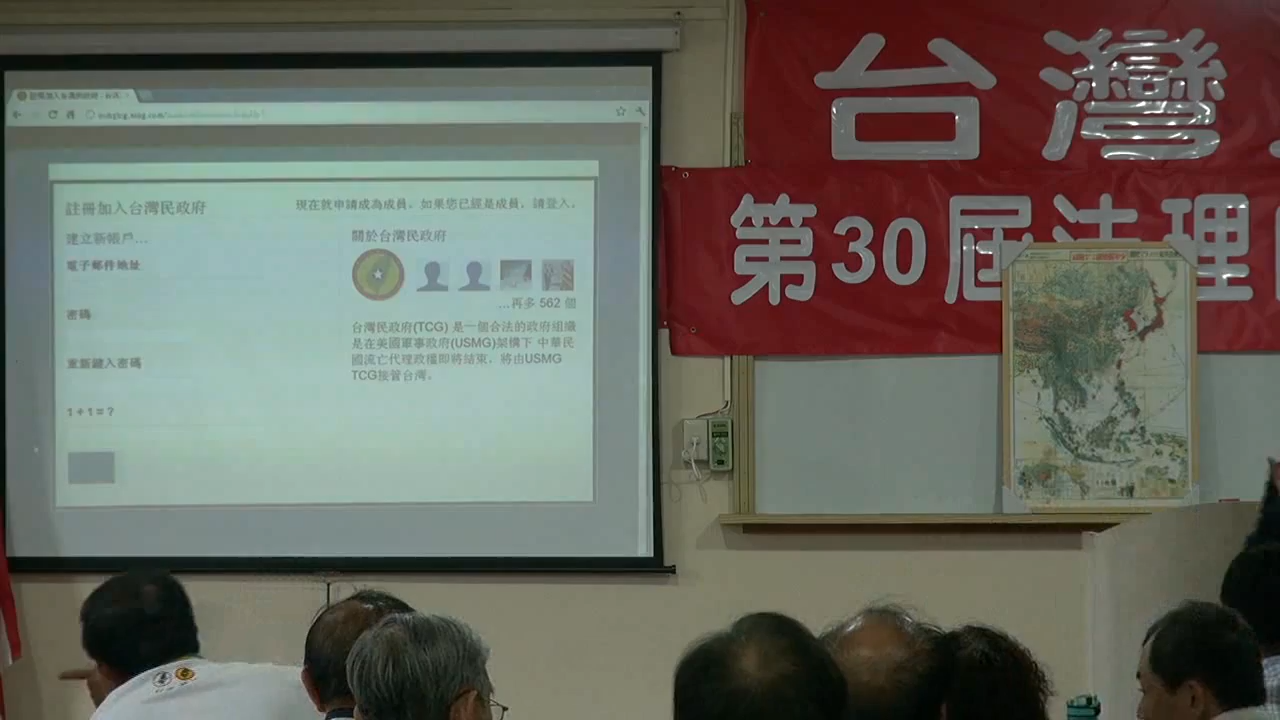 註冊加入台灣民政府
現在就申請成為成員。如果您已經是成員，請登入。
建立新帳戶...
電子郵件地址
密碼
重新鍵入密碼
1 + 1 = ?
關於台灣民政府
...再多 562 個
台灣民政府(TCG) 是一個合法的政府組織
是在美國軍事政府(USMG)架構下 中華民
國流亡代理政權即將結束，將由USMG
TCG接管台灣。
台灣
第30屆法理